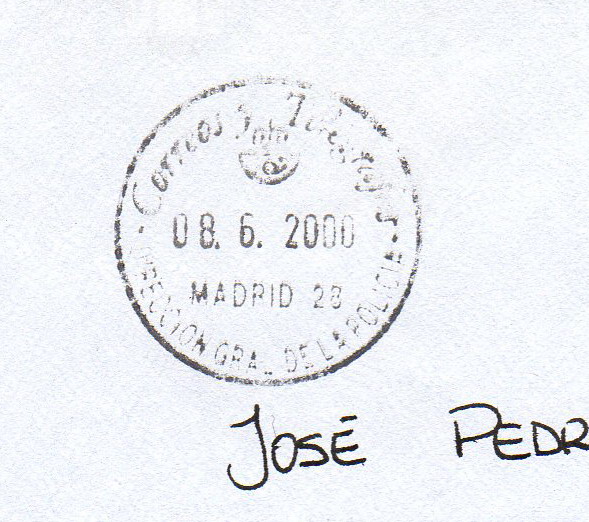 Correos y Telégrafos
08. 6. 2000
MADRID 28
DIRECCION GRAL. DE LA POLICIA
JOSÉ PEDR